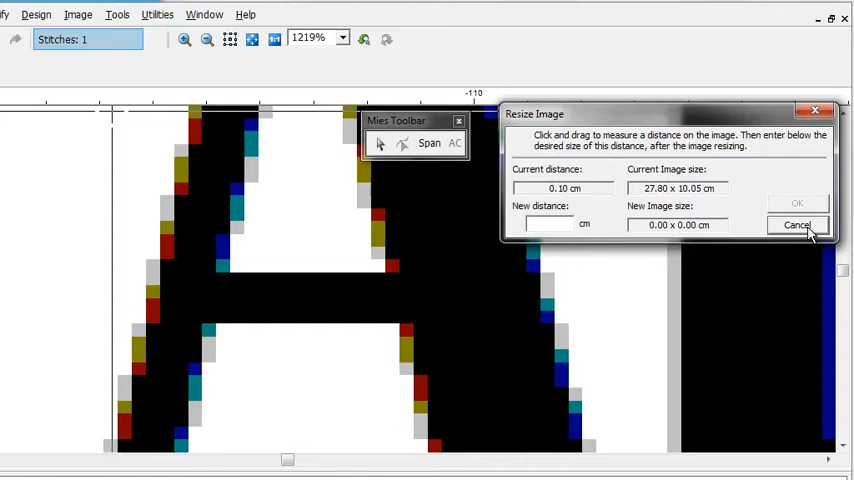 ify Design Image Tools Utilities Window Help
Stitches: 1
1219%
-110
Mies Toolbar
Span AC
Resize Image
Click and drag to measure a distance on the image. Then enter below the
desired size of this distance, after the image resizing.
Current distance: Current Image size:
0.10 cm 27.80 x 10.05 cm
OK
New distance: New Image size:
cm 0.00 x 0.00 cm
Cancel
A